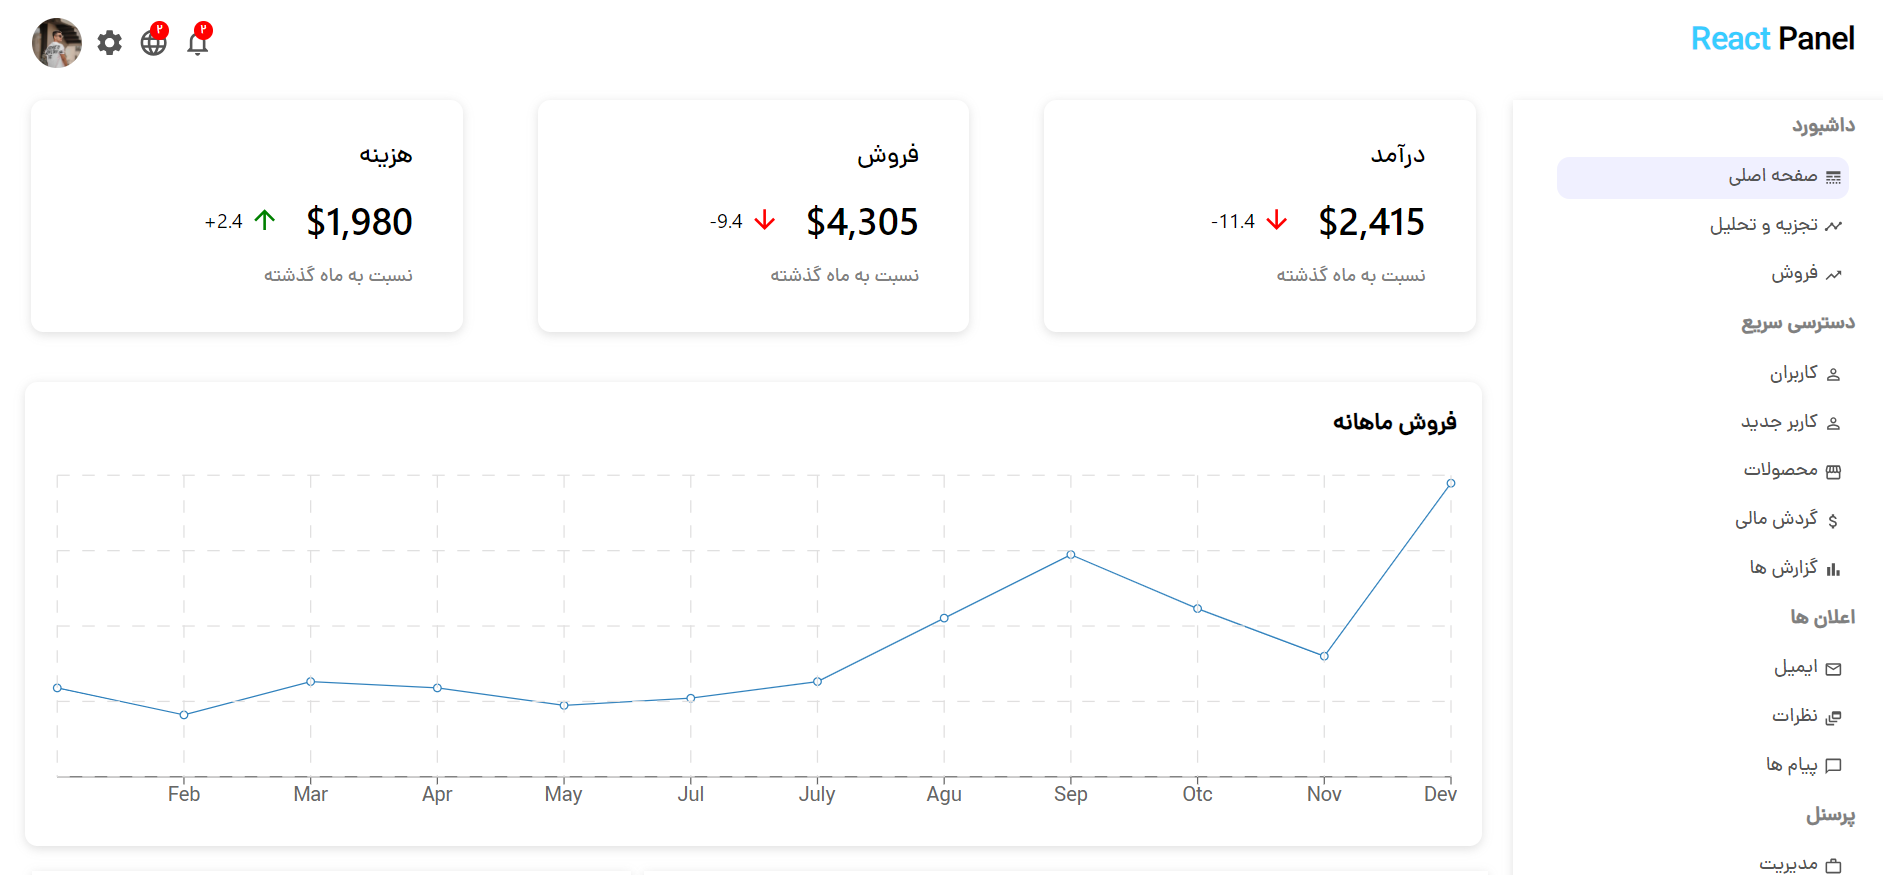 React Panel
۲
۲
داشبورد
صفحه اصلی
تجزیه و تحلیل
فروش
دسترسی سریع
کاربران
کاربر جدید
محصولات
گردش مالی
گزارش ها
اعلان ها
ایمیل
نظرات
پیام ها
پرسنل
مدیریت
درآمد
$2,415
-11.4
نسبت به ماه گذشته
فروش
$4,305
-9.4
نسبت به ماه گذشته
هزینه
$1,980
+2.4
نسبت به ماه گذشته
فروش ماهانه
Feb Mar Apr May Jul July Agu Sep Otc Nov Dev